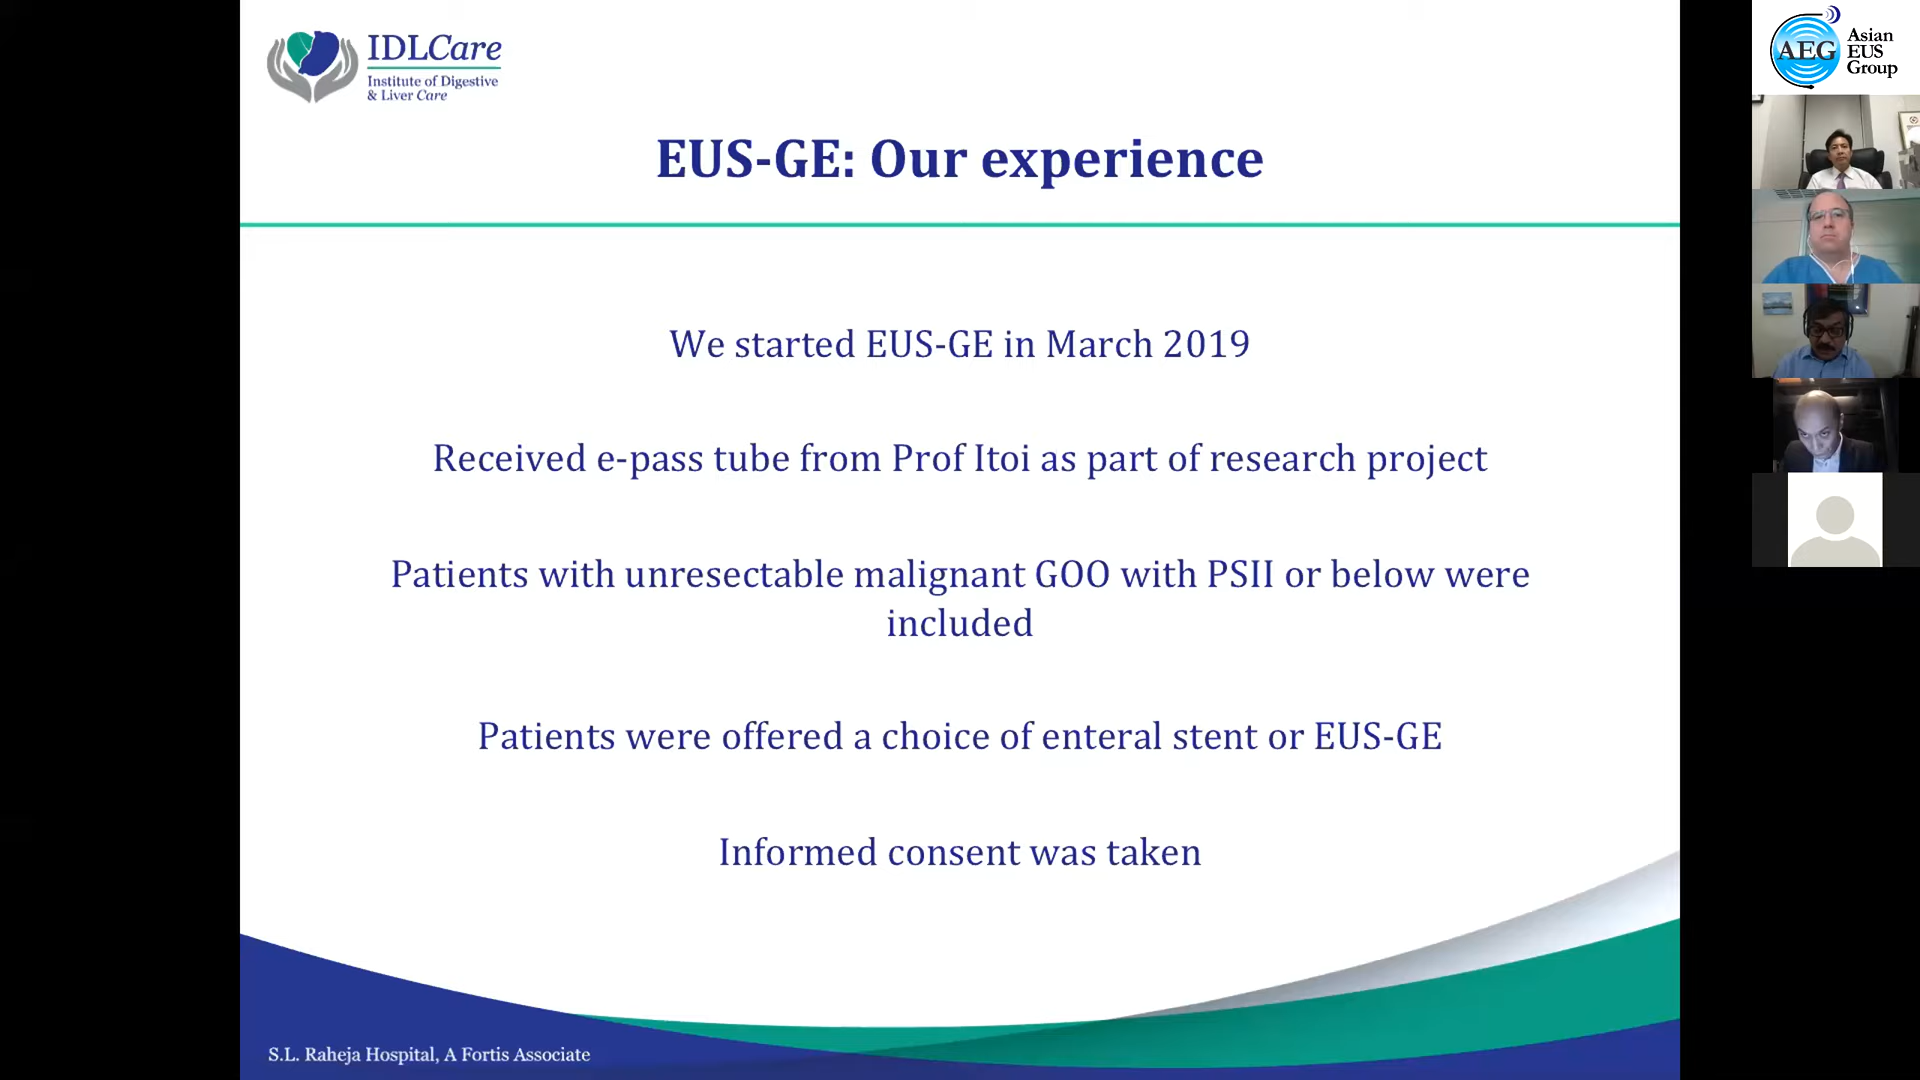 IDLCare
Institute of Digestive
& Liver Care
EUS-GE: Our experience
We started EUS-GE in March 2019
Received e-pass tube from Prof Itoi as part of research project
Patients with unresectable malignant GOO with PSII or below were
included
Patients were offered a choice of enteral stent or EUS-GE
Informed consent was taken
S.L. Raheja Hospital, A Fortis Associate
AEG
Asian
EUS
Group